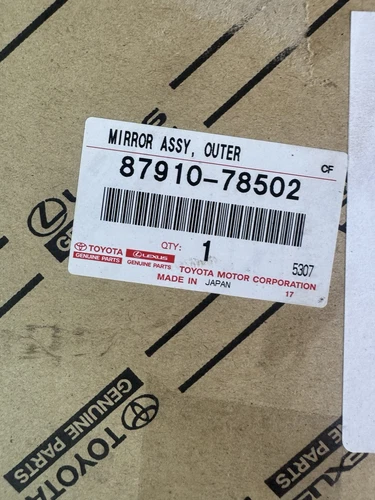 MIRROR ASSY, OUTER
CF
87910-78502
TOYOTA
GENUINE PARTS
LEXUS
GENUINE PARTS
QTY: 1
5307
TOYOTA MOTOR CORPORATION
MADE IN JAPAN
17
TOYOTA
GENUINE PARTS
GENUINE PARTS